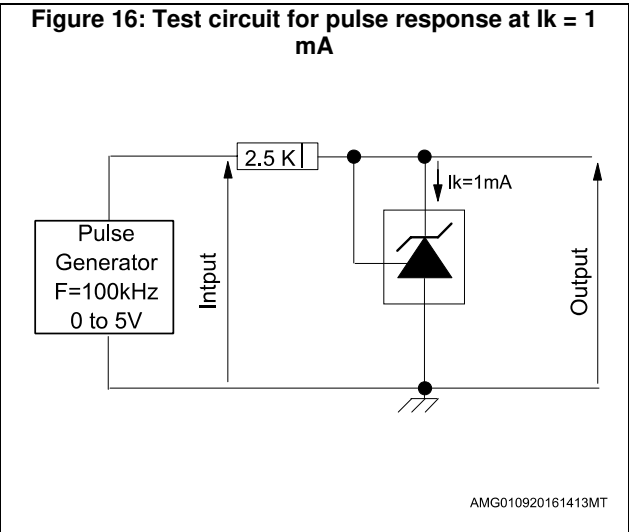 Figure 16: Test circuit for pulse response at Ik = 1
mA
2.5 K
Ik=1mA
Pulse
Generator
F=100kHz
0 to 5V
Intput
Output
AMG010920161413MT